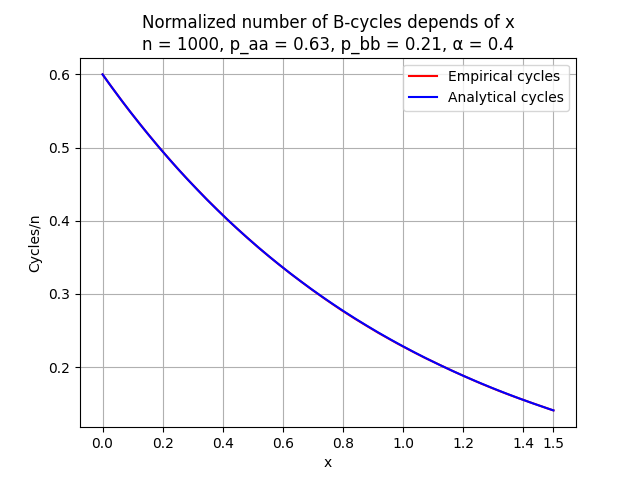 Normalized number of B-cycles depends of x
n = 1000, p_aa = 0.63, p_bb = 0.21, α = 0.4
Empirical cycles
Analytical cycles
Cycles/n
0.6
0.5
0.4
0.3
0.2
0.0 0.2 0.4 0.6 0.8 1.0 1.2 1.4 1.5
x